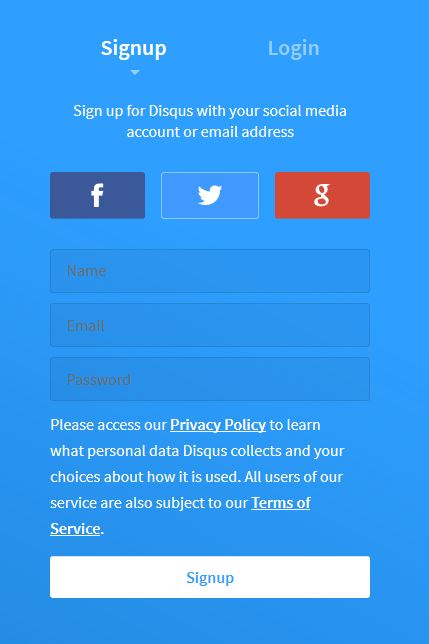 Signup Login
Sign up for Disqus with your social media
account or email address
f g
Name
Email
Password
Please access our Privacy Policy to learn
what personal data Disqus collects and your
choices about how it is used. All users of our
service are also subject to our Terms of
Service.
Signup